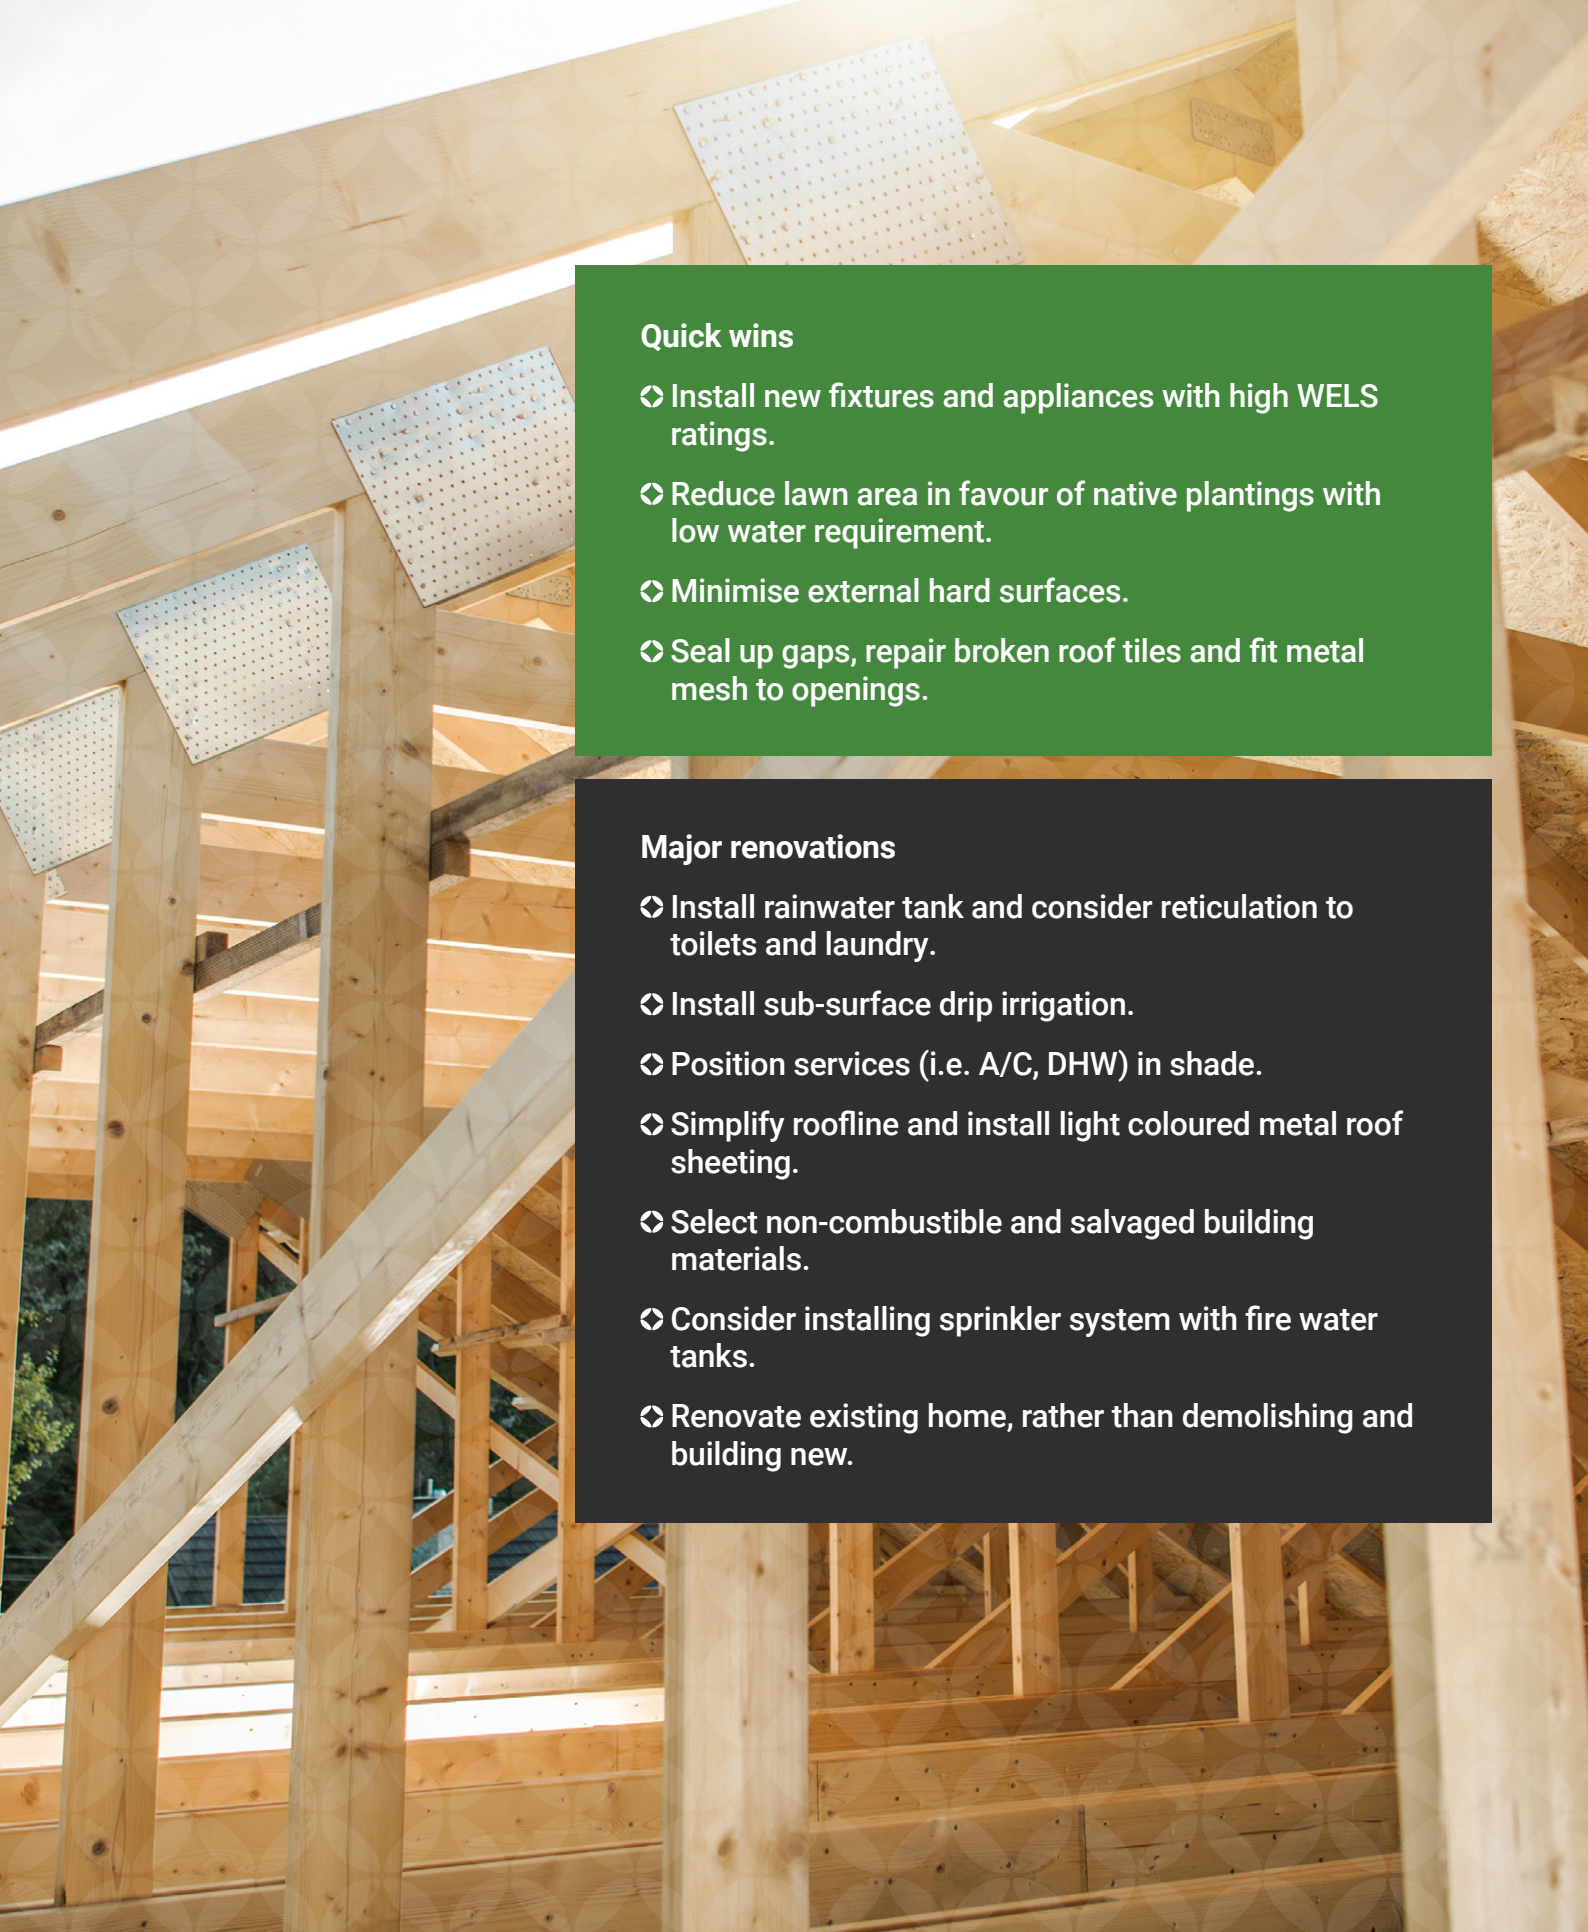 Quick wins
Install new fixtures and appliances with high WELS
ratings.
Reduce lawn area in favour of native plantings with
low water requirement.
Minimise external hard surfaces.
Seal up gaps, repair broken roof tiles and fit metal
mesh to openings.
Major renovations
Install rainwater tank and consider reticulation to
toilets and laundry.
Install sub-surface drip irrigation.
Position services (i.e. A/C, DHW) in shade.
Simplify roofline and install light coloured metal roof
sheeting.
Select non-combustible and salvaged building
materials.
Consider installing sprinkler system with fire water
tanks.
Renovate existing home, rather than demolishing and
building new.